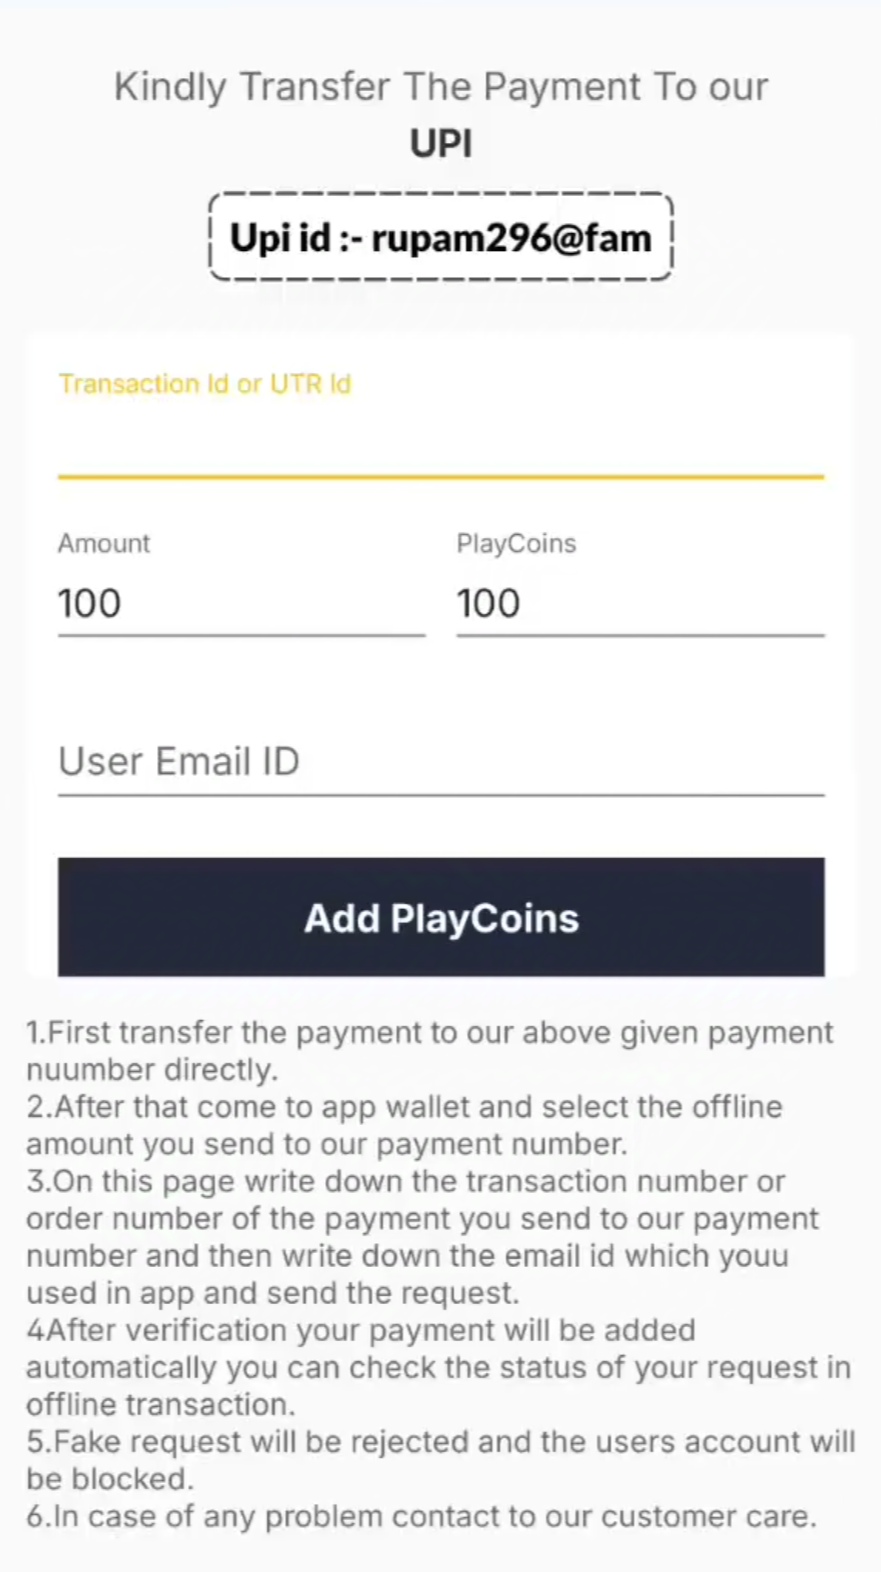 Kindly Transfer The Payment To our
UPI
Upi id :- rupam296@fam
Transaction Id or UTR Id
Amount
PlayCoins
100
100
User Email ID
Add PlayCoins
1.First transfer the payment to our above given payment
nuumber directly.
2.After that come to app wallet and select the offline
amount you send to our payment number.
3.On this page write down the transaction number or
order number of the payment you send to our payment
number and then write down the email id which youu
used in app and send the request.
4After verification your payment will be added
automatically you can check the status of your request in
offline transaction.
5.Fake request will be rejected and the users account will
be blocked.
6.In case of any problem contact to our customer care.